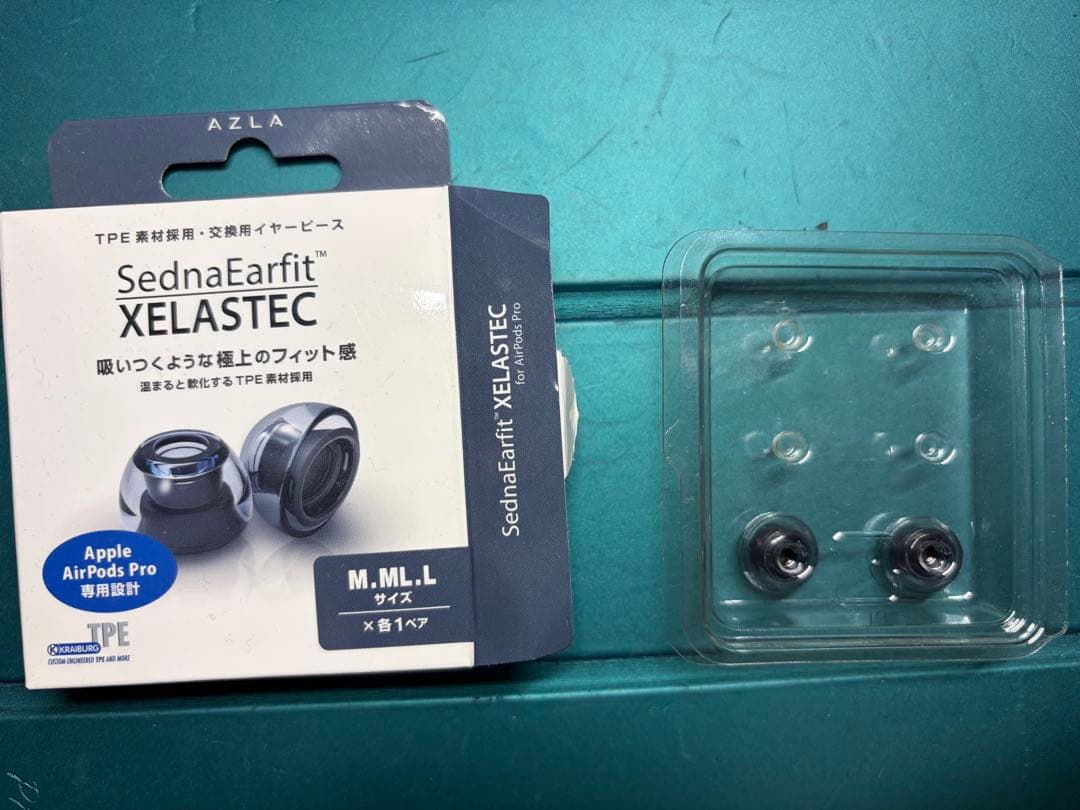 AZLA
TPE 素材採用・交換用イヤーピース
SednaEarfit™
XELASTEC
吸いつくような極上のフィット感
温まると軟化するTPE素材採用
Apple
AirPods Pro
専用設計
M.ML.L
サイズ
×各1ペア
TPE
KRAIBURG
CUSTOM-ENGINEERED TPE AND MORE
SednaEarfit™ XELASTEC
for AirPods Pro